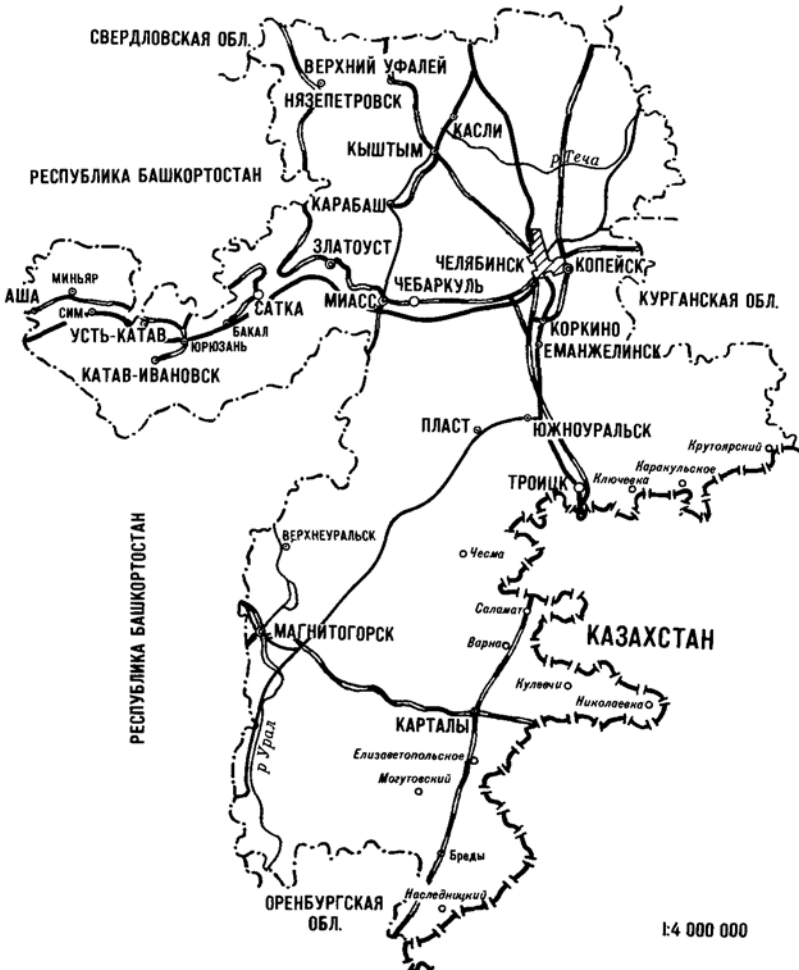 СВЕРДЛОВСКАЯ ОБЛ.
ВЕРХНИЙ УФАЛЕЙ
НЯЗЕПЕТРОВСК
КАСЛИ
КЫШТЫМ
р Теча
РЕСПУБЛИКА БАШКОРТОСТАН
КАРАБАШ
ЗЛАТОУСТ
ЧЕЛЯБИНСК
КОПЕЙСК
МИНЬЯР
АША
СИМ
САТКА
МИАСС
ЧЕБАРКУЛЬ
КУРГАНСКАЯ ОБЛ.
УСТЬ-КАТАВ
БАКАЛ
ЮРЮЗАНЬ
КОРКИНО
ЕМАНЖЕЛИНСК
КАТАВ-ИВАНОВСК
ПЛАСТ
ЮЖНОУРАЛЬСК
Крутоярский
Каракульское
Ключевка
ТРОИЦК
ВЕРХНЕУРАЛЬСК
Чесма
РЕСПУБЛИКА БАШКОРТОСТАН
Саламат
МАГНИТОГОРСК
КАЗАХСТАН
Варна
Кулевчи
Николаевка
КАРТАЛЫ
р Урал
Елизаветопольское
Могутовский
Бреды
Наследницкий
ОРЕНБУРГСКАЯ
ОБЛ.
1:4 000 000